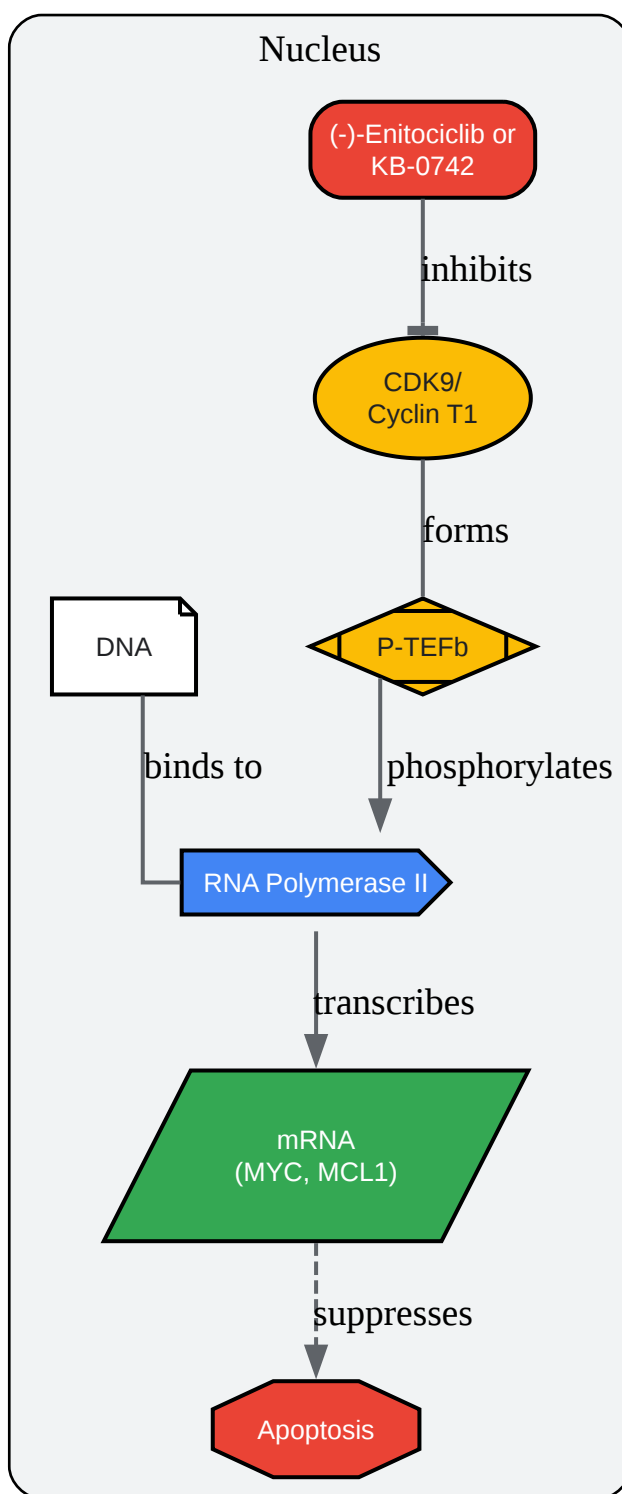 Nucleus
(-)-Enitociclib or
KB-0742
inhibits
CDK9/
Cyclin T1
forms
DNA
P-TEFb
binds to
phosphorylates
RNA Polymerase II
transcribes
mRNA
(MYC, MCL1)
suppresses
Apoptosis